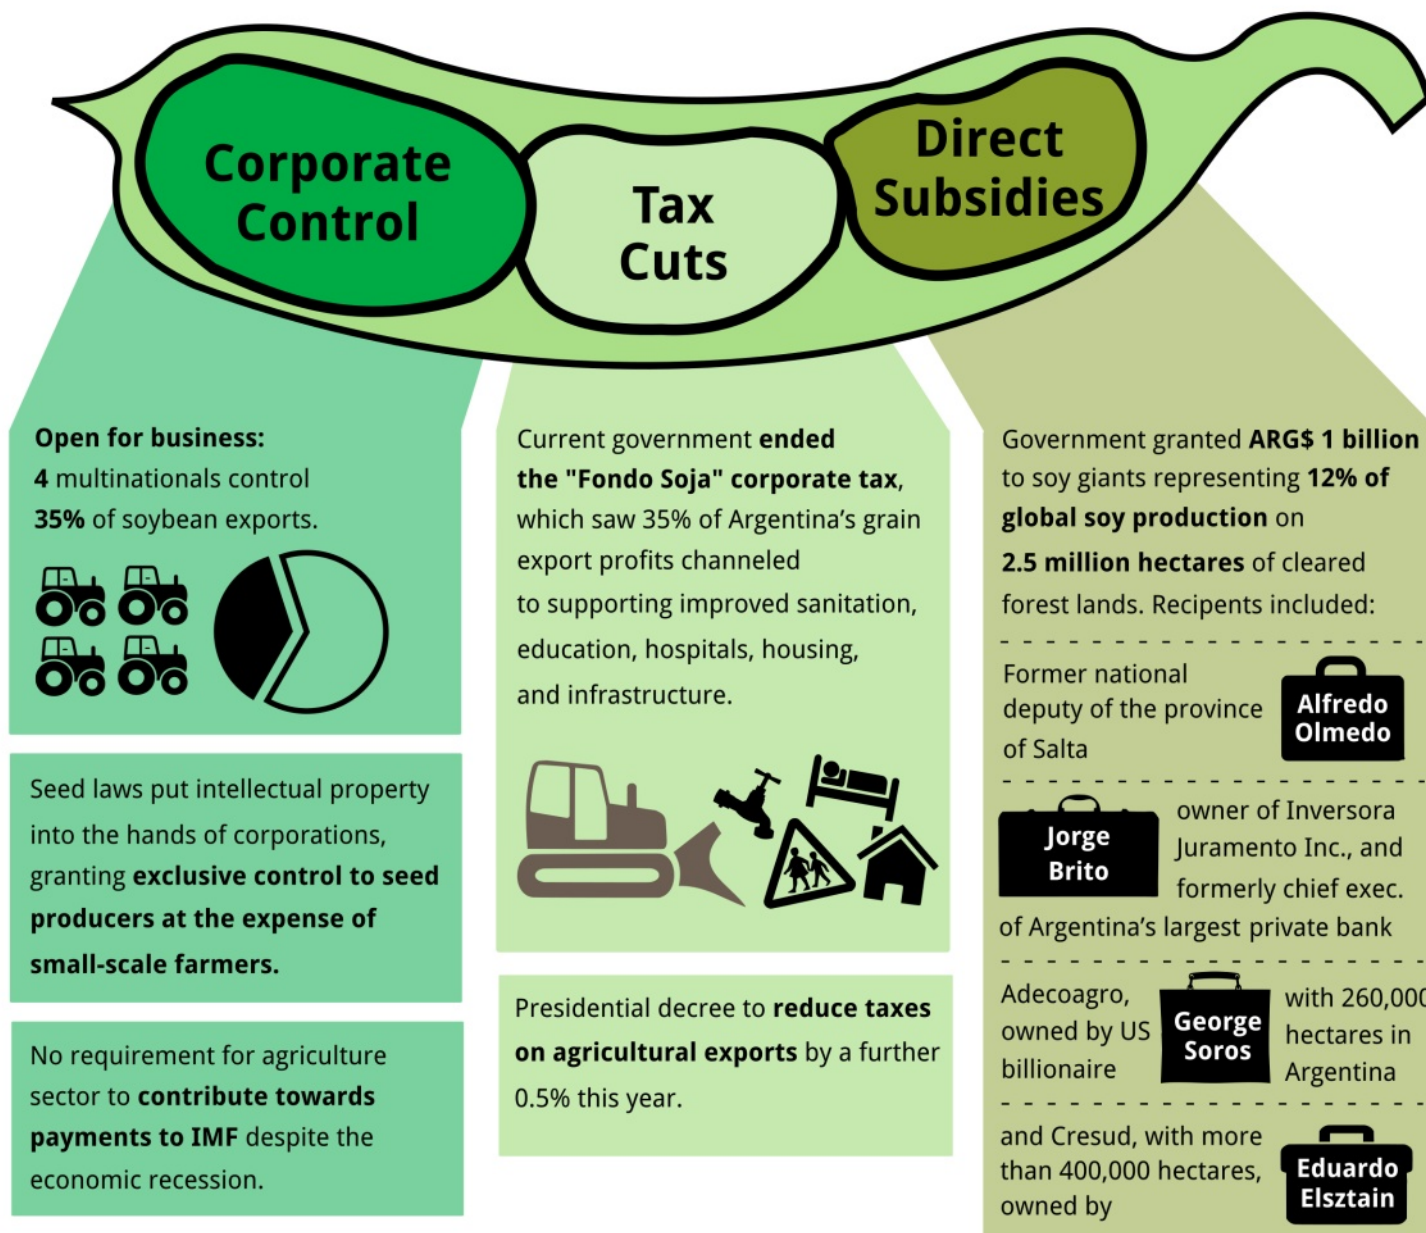 Corporate
Control
Tax
Cuts
Direct
Subsidies
Open for business:
4 multinationals control
35% of soybean exports.
Seed laws put intellectual property
into the hands of corporations,
granting exclusive control to seed
producers at the expense of
small-scale farmers.
No requirement for agriculture
sector to contribute towards
payments to IMF despite the
economic recession.
Current government ended
the "Fondo Soja" corporate tax,
which saw 35% of Argentina's grain
export profits channeled
to supporting improved sanitation,
education, hospitals, housing,
and infrastructure.
Presidential decree to reduce taxes
on agricultural exports by a further
0.5% this year.
Government granted ARG$ 1 billion
to soy giants representing 12% of
global soy production on
2.5 million hectares of cleared
forest lands. Recipents included:
Former national
deputy of the province
of Salta
Alfredo
Olmedo
Jorge
Brito
owner of Inversora
Juramento Inc., and
formerly chief exec.
of Argentina's largest private bank
Adecoagro,
owned by US
billionaire
George
Soros
with 260,000
hectares in
Argentina
and Cresud, with more
than 400,000 hectares,
owned by
Eduardo
Elsztain